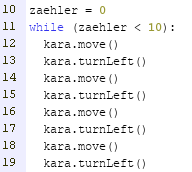 10 zaehler = 0
11 while (zaehler < 10):
12   kara.move()
13   kara.turnLeft()
14   kara.move()
15   kara.turnLeft()
16   kara.move()
17   kara.turnLeft()
18   kara.move()
19   kara.turnLeft()